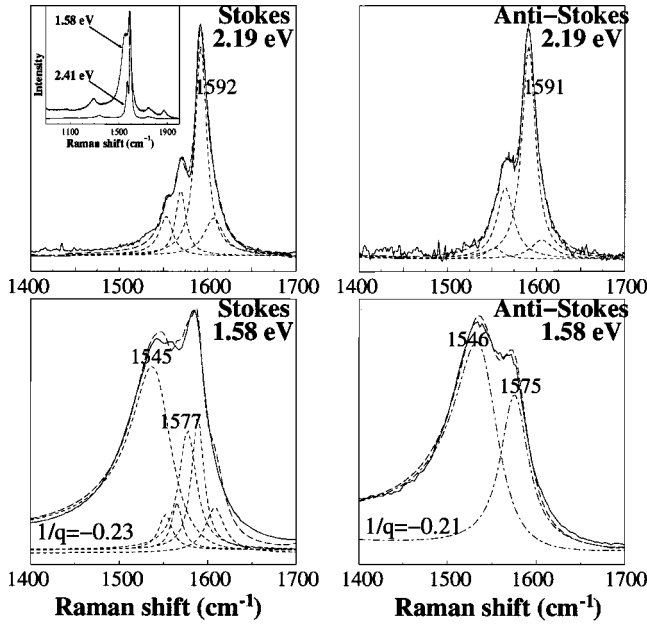 Stokes
2.19 eV
1592
Intensity
1.58 eV
2.41 eV
1100 1500 1900
Raman shift (cm⁻¹)
1400 1500 1600 1700
Anti−Stokes
2.19 eV
1591
1400 1500 1600 1700
Stokes
1.58 eV
1545
1577
1/q=−0.23
1400 1500 1600 1700
Raman shift (cm⁻¹)
Anti−Stokes
1.58 eV
1546
1575
1/q=−0.21
1400 1500 1600 1700
Raman shift (cm⁻¹)